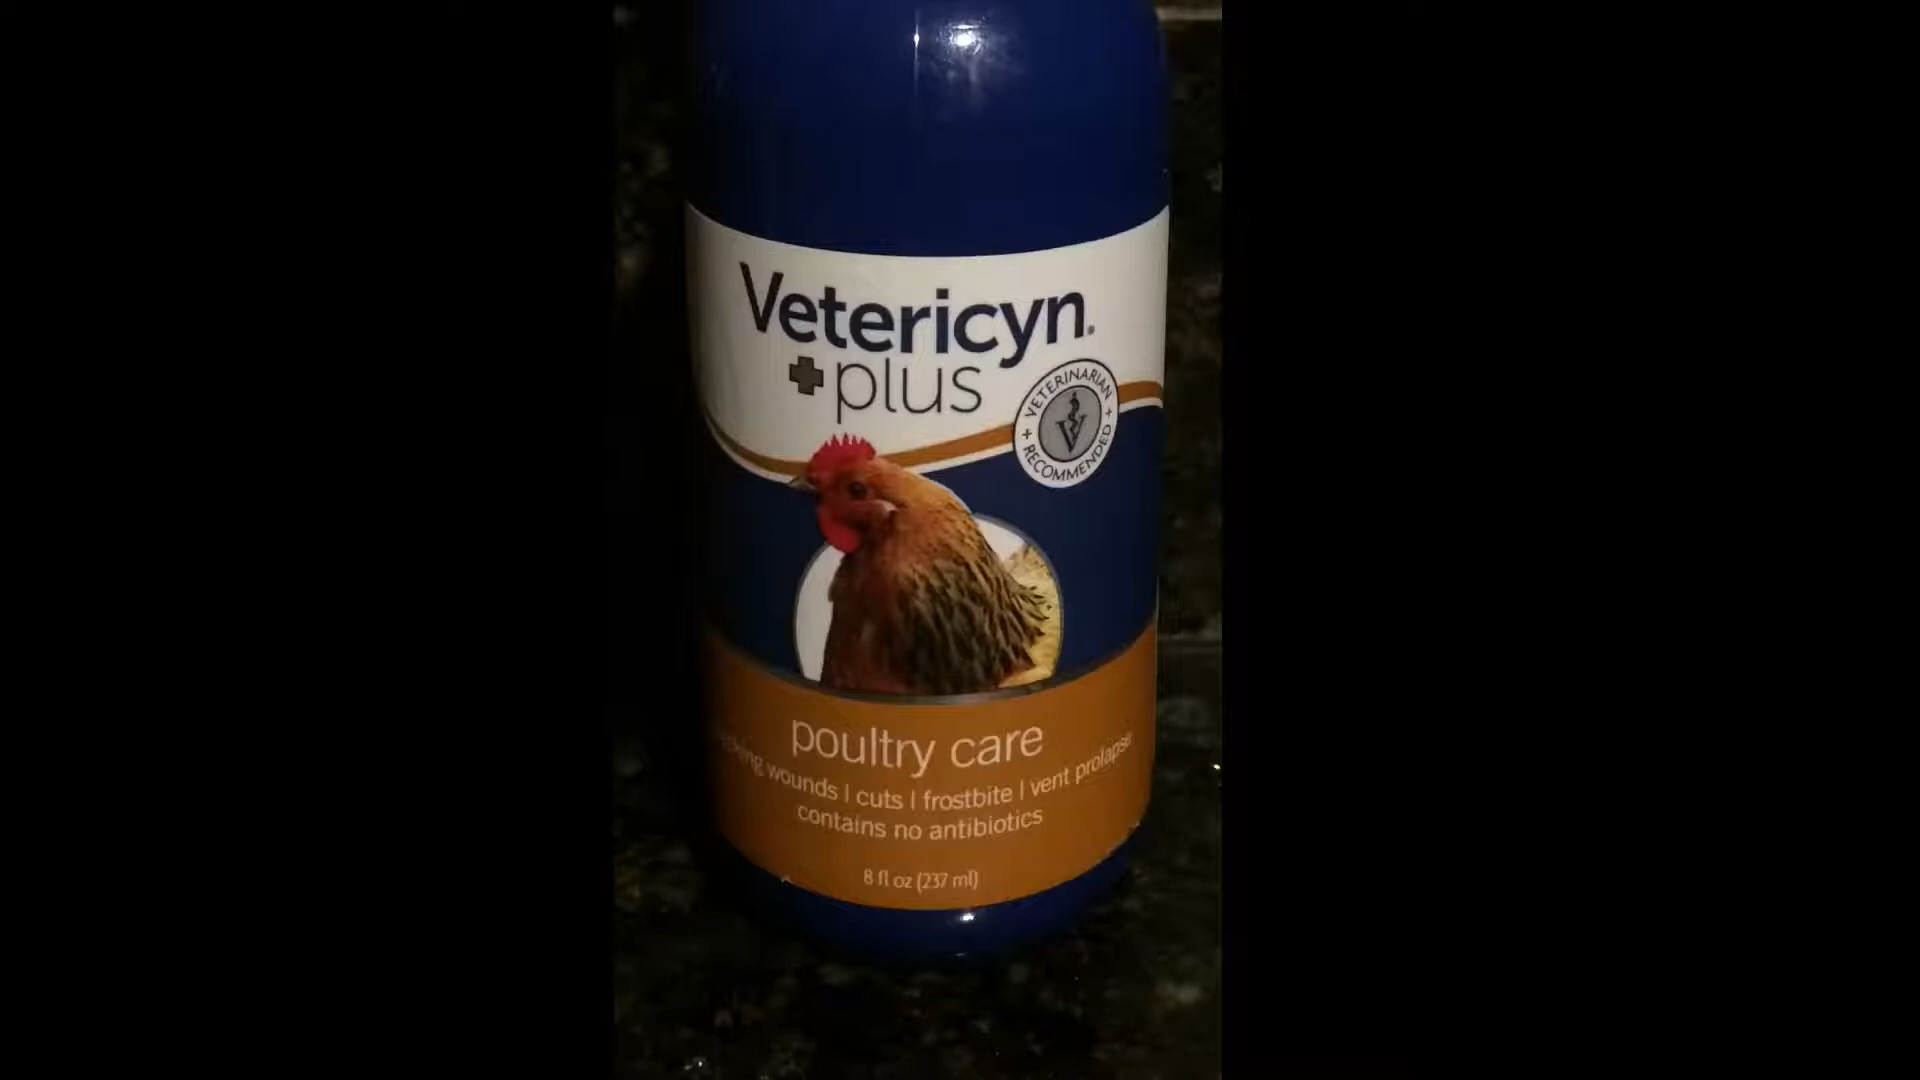 Vetericyn®
plus
VETERINARIAN
RECOMMENDED
V
poultry care
wounds | cuts | frostbite | vent prolapse
contains no antibiotics
8 fl oz (237 ml)